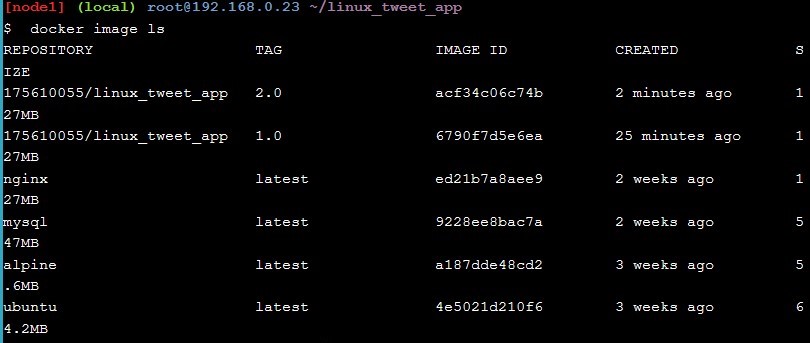 [node1] (local) root@192.168.0.23 ~/linux_tweet_app
$ docker image ls
REPOSITORY TAG IMAGE ID CREATED S
IZE
175610055/linux_tweet_app 2.0 acf34c06c74b 2 minutes ago 1
27MB
175610055/linux_tweet_app 1.0 6790f7d5e6ea 25 minutes ago 1
27MB
nginx latest ed21b7a8aee9 2 weeks ago 1
27MB
mysql latest 9228ee8bac7a 2 weeks ago 5
47MB
alpine latest a187dde48cd2 3 weeks ago 5
.6MB
ubuntu latest 4e5021d210f6 3 weeks ago 6
4.2MB